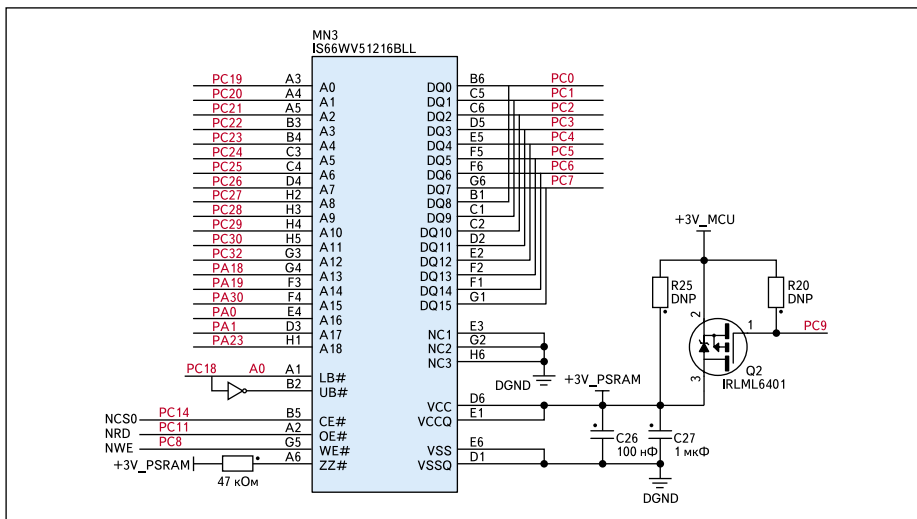 MN3
IS66WV51216BLL
PC19 A3 A0 DQ0 B6 PC0
PC20 A4 A1 DQ1 C5 PC1
PC21 A5 A2 DQ2 C6 PC2
PC22 B3 A3 DQ3 D5 PC3
PC23 B4 A4 DQ4 E5 PC4
PC24 C3 A5 DQ5 F5 PC5
PC25 C4 A6 DQ6 F6 PC6
PC26 D4 A7 DQ7 G6 PC7
PC27 H2 A8 DQ8 B1
PC28 H3 A9 DQ9 C1
PC29 H4 A10 DQ10 C2
PC30 H5 A11 DQ11 D2
PC32 G3 A12 DQ12 E2
PA18 G4 A13 DQ13 F2
PA19 F3 A14 DQ14 F1
PA30 F4 A15 DQ15 G1
PA0 E4 A16
PA1 D3 A17 NC1 E3
PA23 H1 A18 NC2 G2
NC3 H6
DGND
PC18 A0 A1 LB#
B2 UB#
NCS0 PC14 B5 CE#
NRD PC11 A2 OE#
NWE PC8 G5 WE#
+3V_PSRAM A6 ZZ#
47 кОм
VCC D6
VCCQ E1
VSS E6
VSSQ D1
+3V_PSRAM
C26
100 нФ
C27
1 мкФ
DGND
+3V_MCU
R25
DNP
R20
DNP
2
1
3
PC9
Q2
IRLML6401